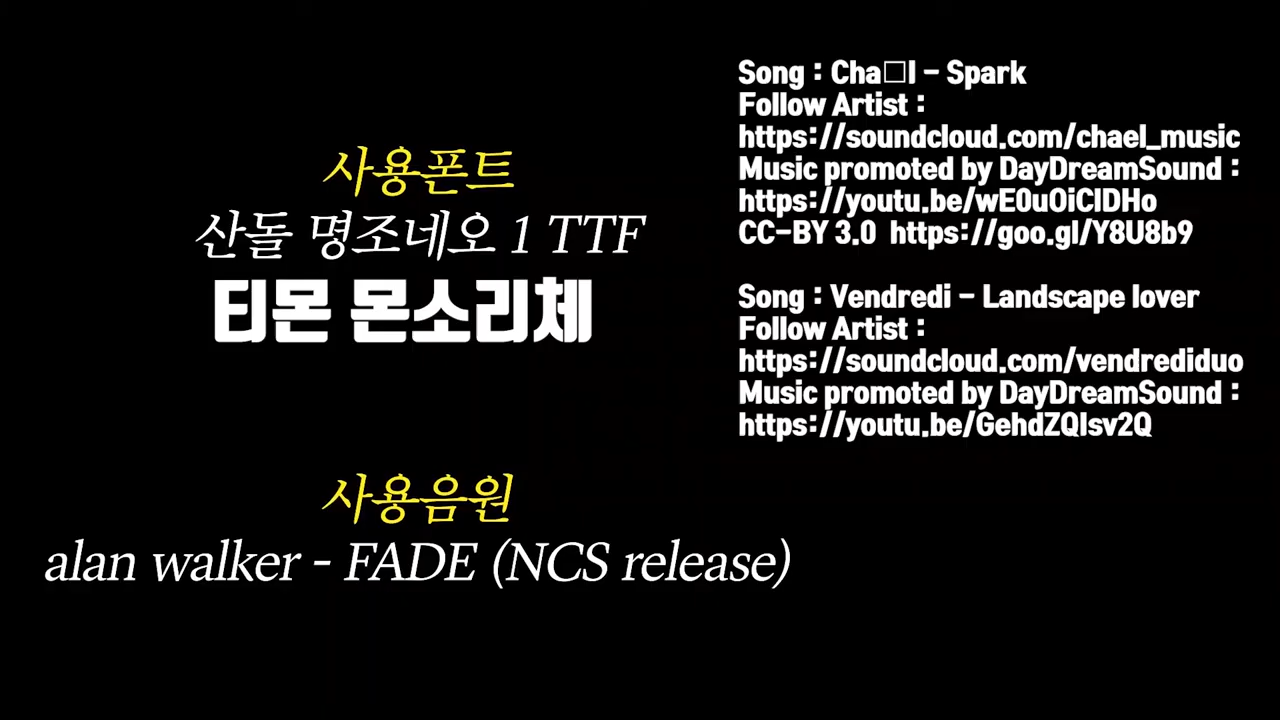 사용폰트
산돌 명조네오 1 TTF
티몬 몬소리체
사용음원
alan walker - FADE (NCS release)
Song : Cha□l - Spark
Follow Artist :
https://soundcloud.com/chael_music
Music promoted by DayDreamSound :
https://youtu.be/wE0uOiClDHo
CC-BY 3.0 https://goo.gl/Y8U8b9
Song : Vendredi - Landscape lover
Follow Artist :
https://soundcloud.com/vendrediduo
Music promoted by DayDreamSound :
https://youtu.be/GehdZQlsv2Q